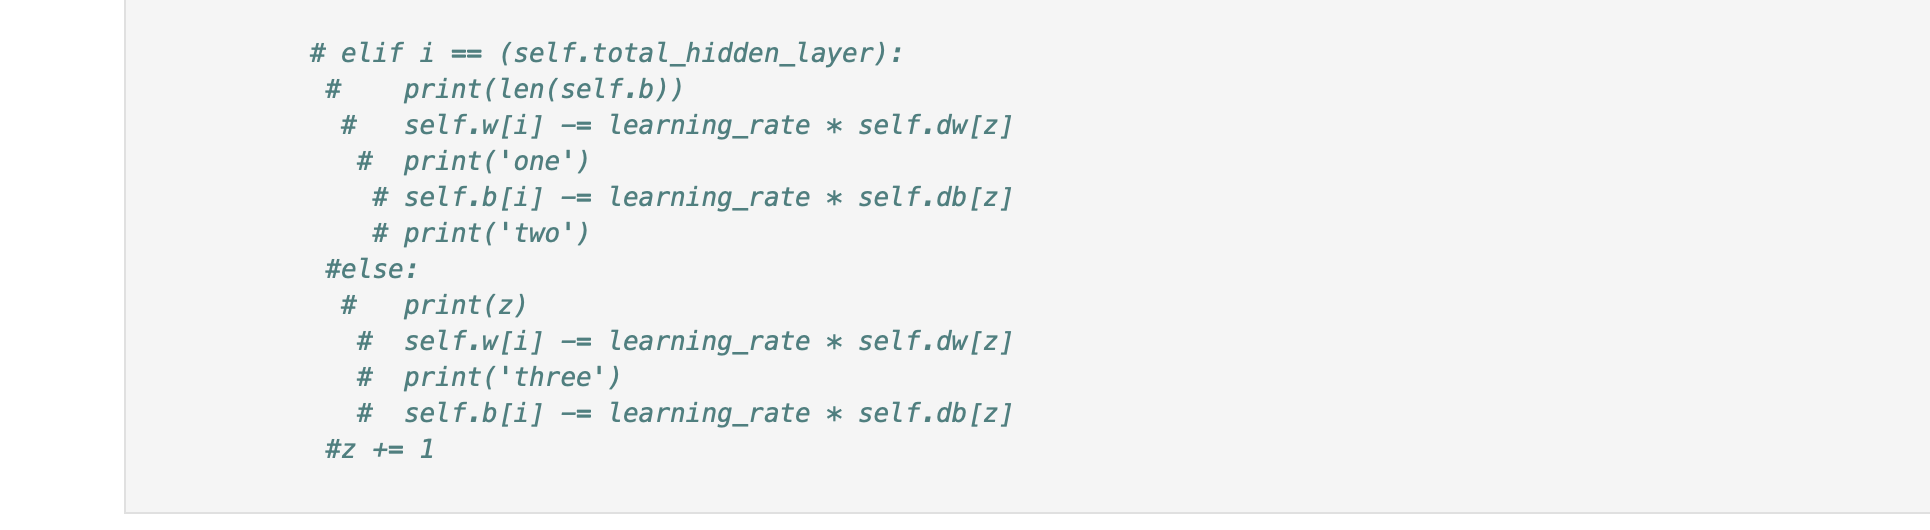 # elif i == (self.total_hidden_layer):
 #    print(len(self.b))
  #   self.w[i] -= learning_rate * self.dw[z]
   #  print('one')
    # self.b[i] -= learning_rate * self.db[z]
    # print('two')
 #else:
  #   print(z)
   #  self.w[i] -= learning_rate * self.dw[z]
   #  print('three')
   #  self.b[i] -= learning_rate * self.db[z]
 #z += 1